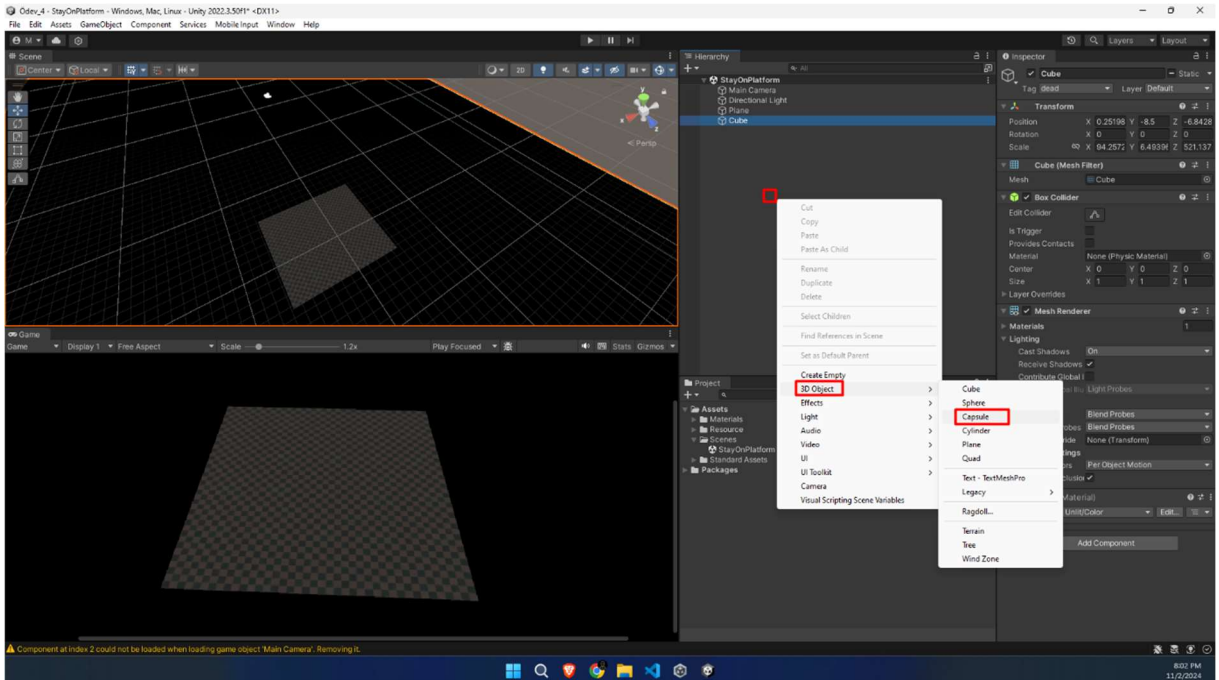 Odev_4 - StayOnPlatform - Windows, Mac, Linux - Unity 2022.3.50f1* <DX11>
File Edit Assets GameObject Component Services Mobile Input Window Help
M
Layers Layout
Scene
Center Local 2D
y
x
z
< Persp
Game
Game Display 1 Free Aspect Scale 1.2x Play Focused Stats Gizmos
Hierarchy
All
StayOnPlatform
Main Camera
Directional Light
Plane
Cube
Cut
Copy
Paste
Paste As Child
Rename
Duplicate
Delete
Select Children
Find References in Scene
Set as Default Parent
Create Empty
3D Object
Effects
Light
Audio
Video
UI
UI Toolkit
Camera
Visual Scripting Scene Variables
Cube
Sphere
Capsule
Cylinder
Plane
Quad
Text - TextMeshPro
Legacy
Ragdoll...
Terrain
Tree
Wind Zone
Project
Assets
Materials
Resource
Scenes
StayOnPlatform
Standard Assets
Packages
Inspector
Cube Static
Tag dead Layer Default
Transform
Position X 0.25198 Y -8.5 Z -6.8428
Rotation X 0 Y 0 Z 0
Scale X 94.2572 Y 6.49396 Z 521.137
Cube (Mesh Filter)
Mesh Cube
Box Collider
Edit Collider
Is Trigger
Provides Contacts
Material None (Physic Material)
Center X 0 Y 0 Z 0
Size X 1 Y 1 Z 1
Layer Overrides
Mesh Renderer
Materials 1
Lighting
Cast Shadows On
Receive Shadows
Contribute Global I
Light Probes
Blend Probes
Blend Probes
None (Transform)
Per Object Motion
Unlit/Color Edit...
Add Component
Component at index 2 could not be loaded when loading game object 'Main Camera'. Removing it.
8:02 PM
11/2/2024